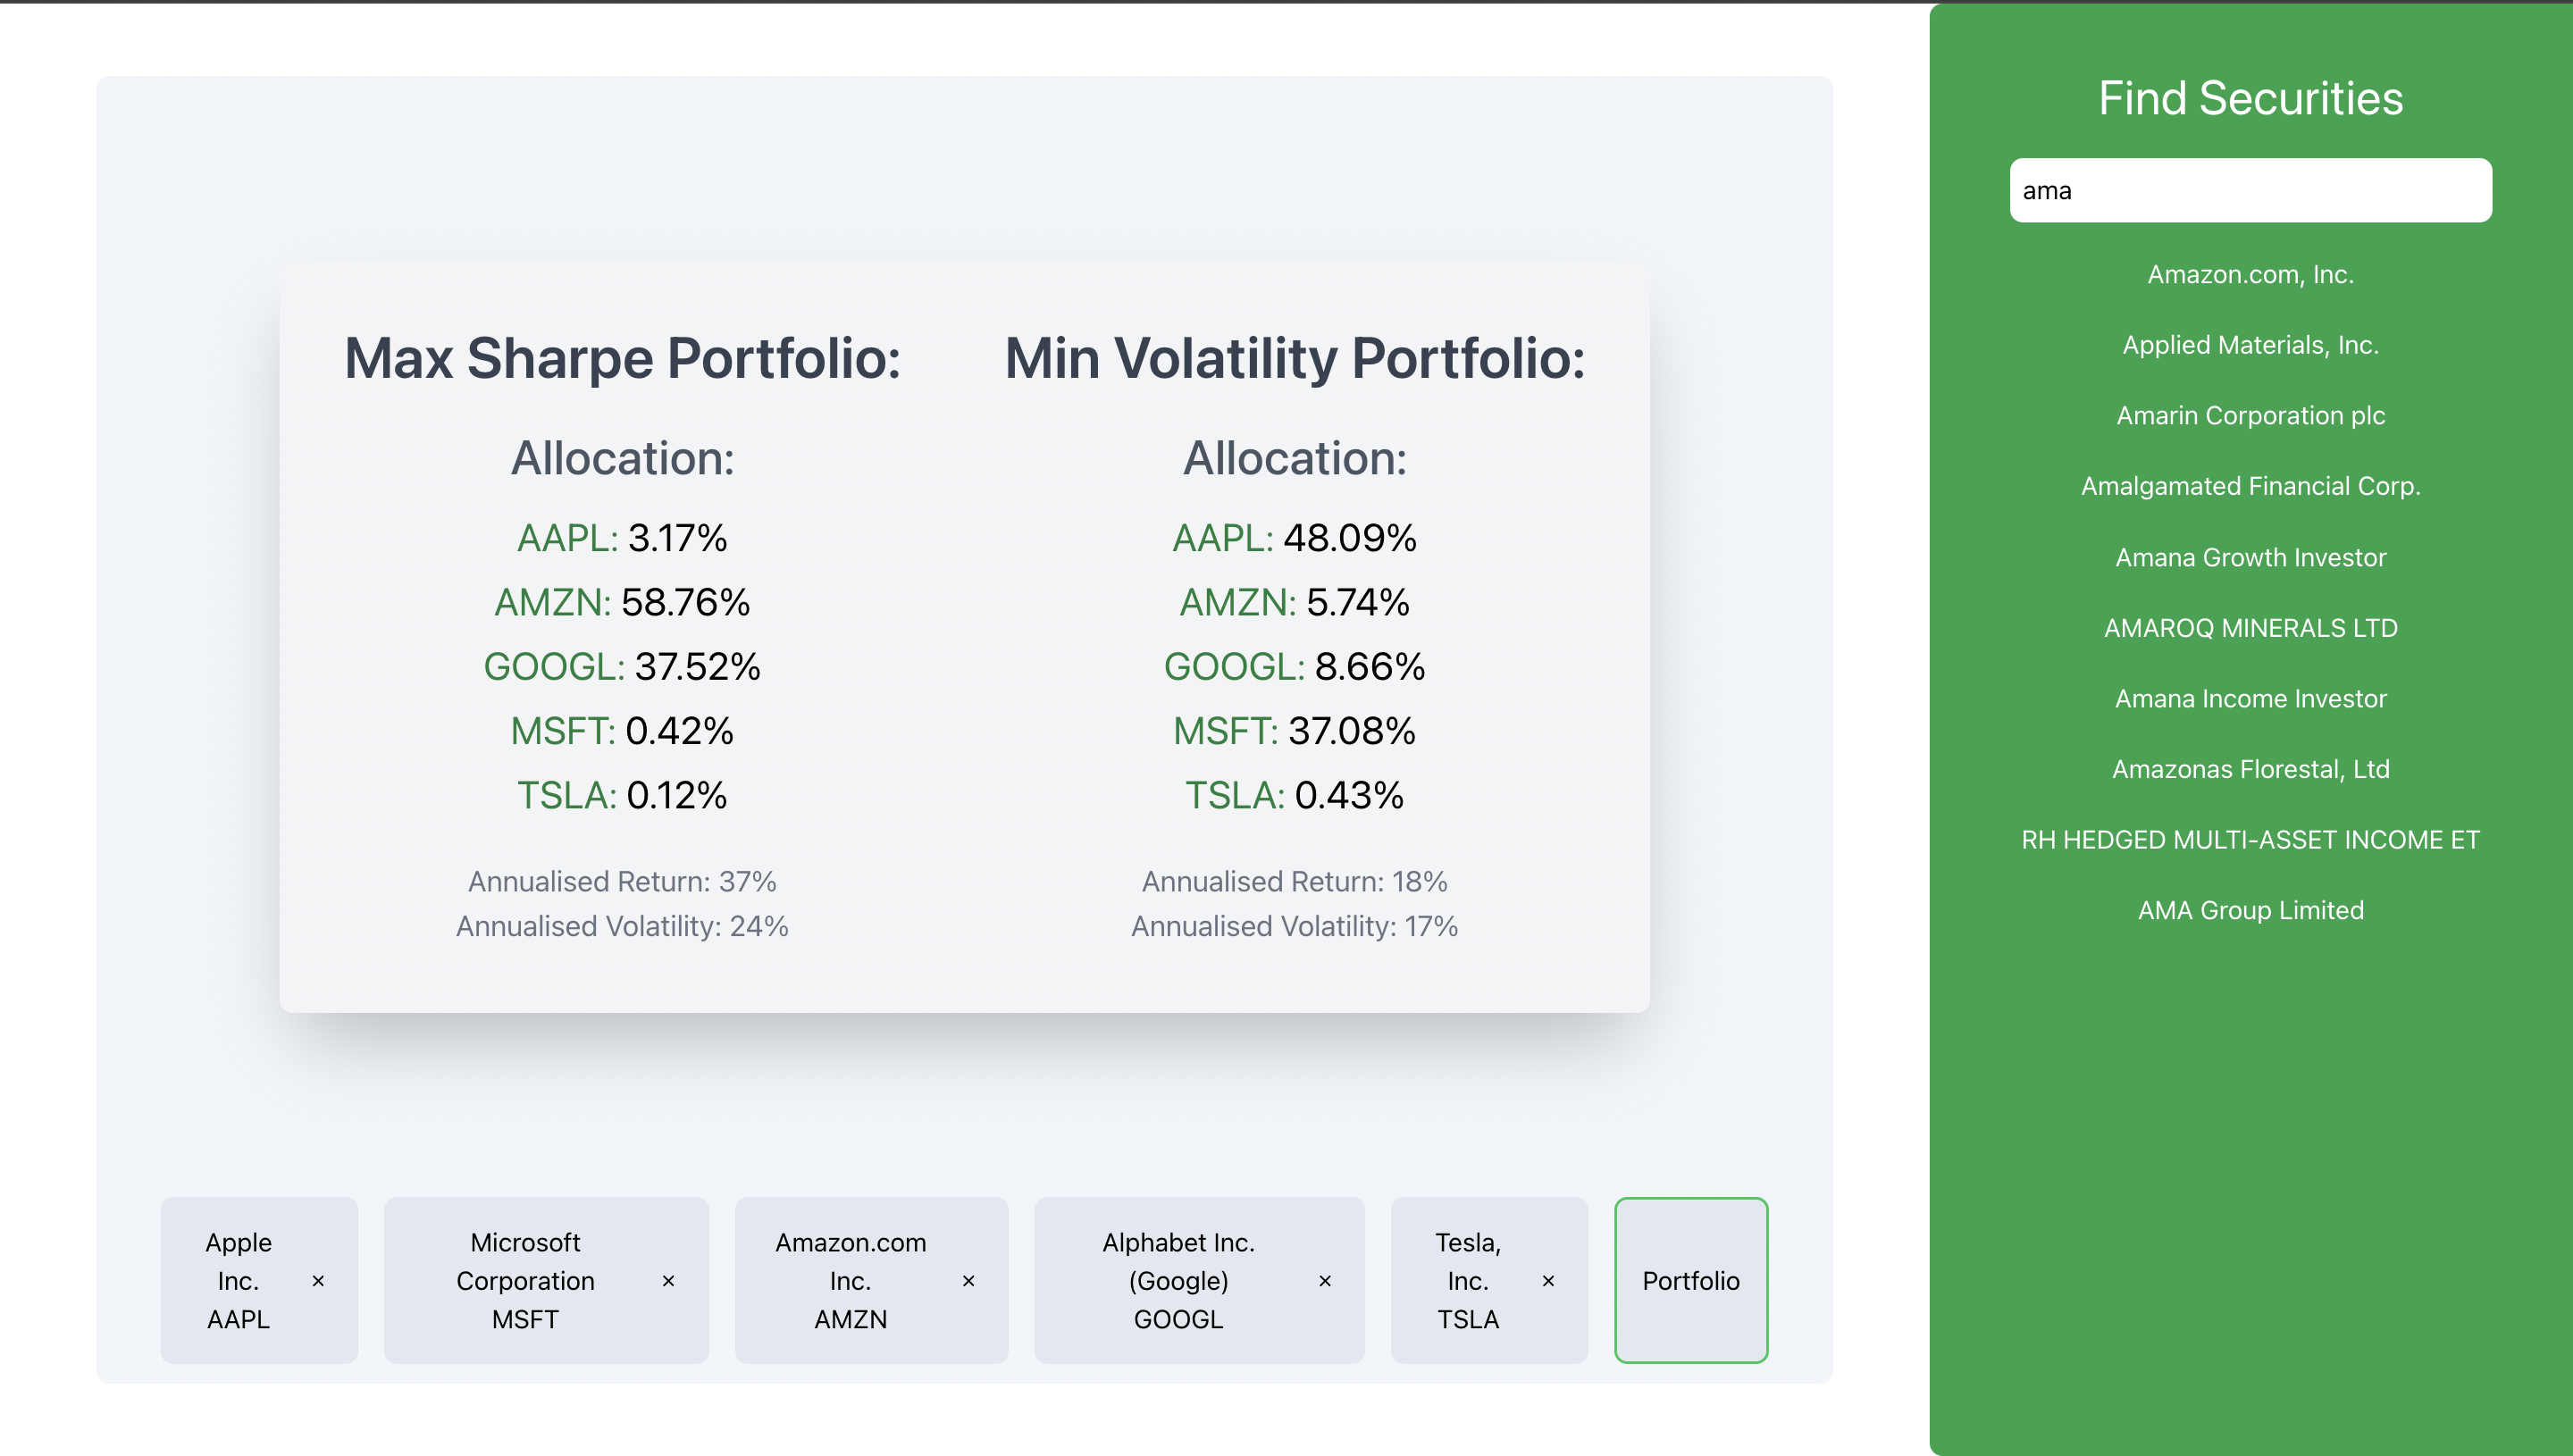 Max Sharpe Portfolio:
Allocation:
AAPL: 3.17%
AMZN: 58.76%
GOOGL: 37.52%
MSFT: 0.42%
TSLA: 0.12%
Annualised Return: 37%
Annualised Volatility: 24%
Min Volatility Portfolio:
Allocation:
AAPL: 48.09%
AMZN: 5.74%
GOOGL: 8.66%
MSFT: 37.08%
TSLA: 0.43%
Annualised Return: 18%
Annualised Volatility: 17%
Apple
Inc. ×
AAPL
Microsoft
Corporation ×
MSFT
Amazon.com
Inc. ×
AMZN
Alphabet Inc.
(Google) ×
GOOGL
Tesla,
Inc. ×
TSLA
Portfolio
Find Securities
ama
Amazon.com, Inc.
Applied Materials, Inc.
Amarin Corporation plc
Amalgamated Financial Corp.
Amana Growth Investor
AMAROQ MINERALS LTD
Amana Income Investor
Amazonas Florestal, Ltd
RH HEDGED MULTI-ASSET INCOME ET
AMA Group Limited